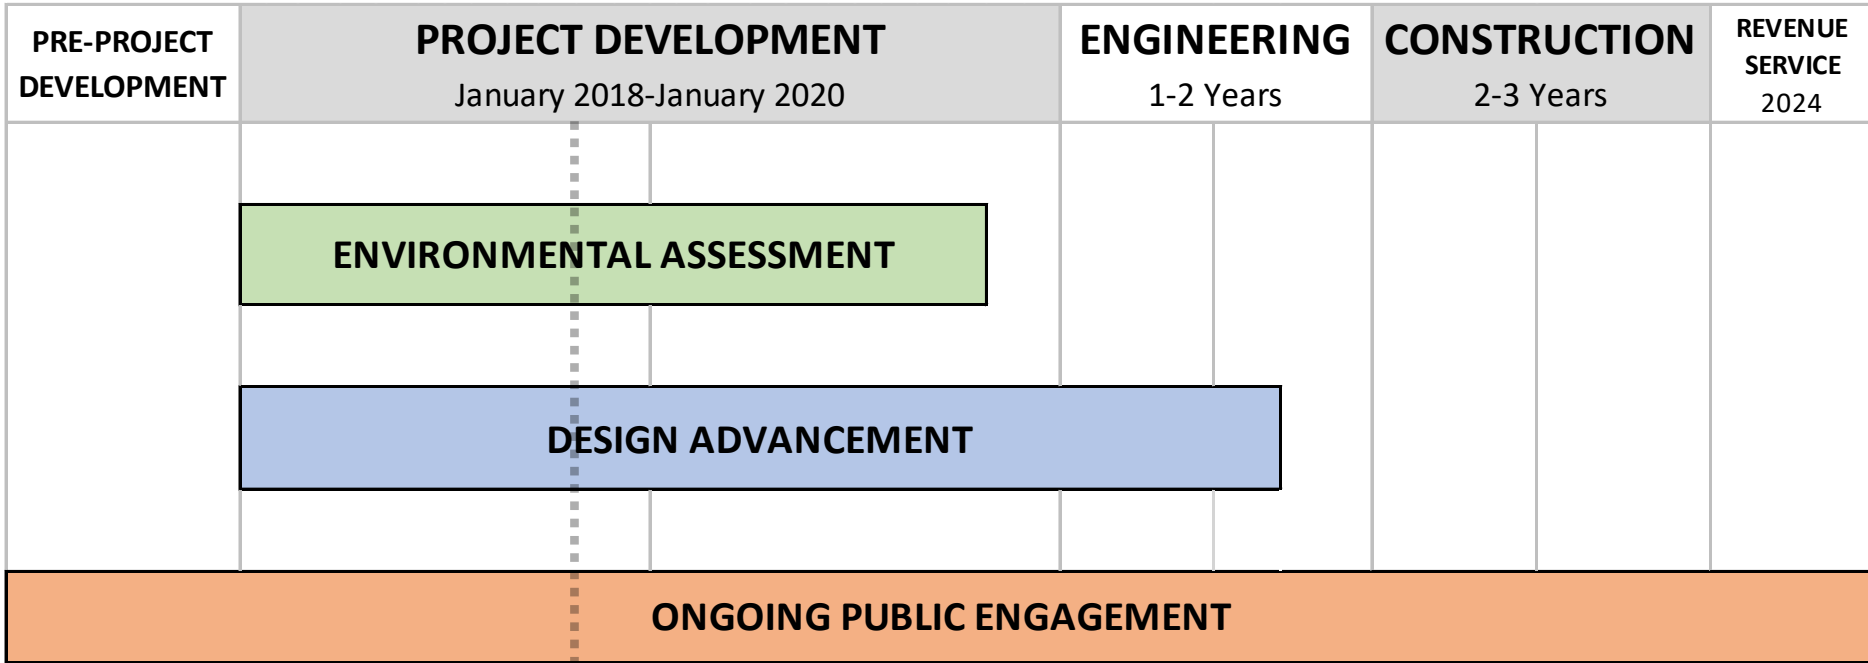 PRE-PROJECT
DEVELOPMENT
PROJECT DEVELOPMENT
January 2018-January 2020
ENGINEERING
1-2 Years
CONSTRUCTION
2-3 Years
REVENUE
SERVICE
2024
ENVIRONMENTAL ASSESSMENT
DESIGN ADVANCEMENT
ONGOING PUBLIC ENGAGEMENT